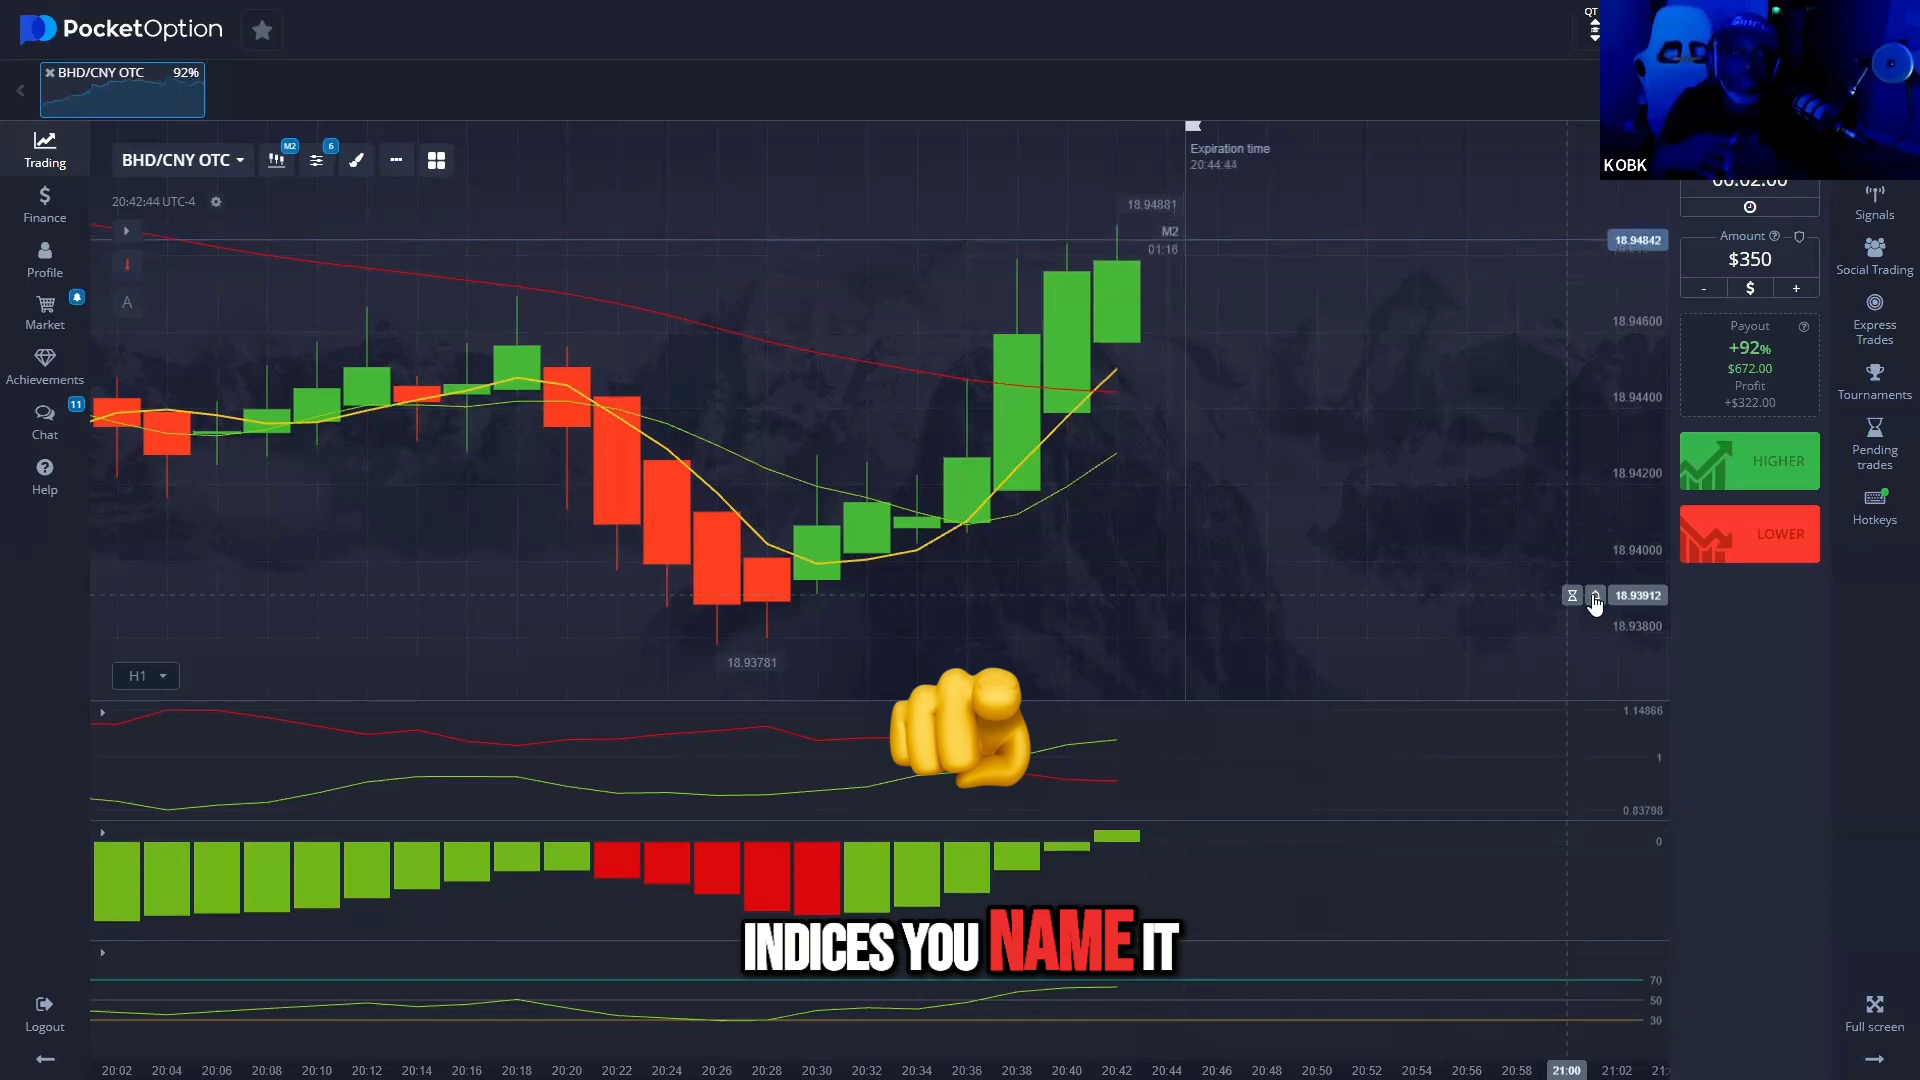 PocketOption
QT
BHD/CNY OTC 92%
KOBK
Trading
Finance
Profile
Market
Achievements
11
Chat
Help
Logout
BHD/CNY OTC
M2
6
20:42:44 UTC-4
A
H1
Expiration time
20:44:44
18.94881
M2
01:16
18.93781
18.94842
18.94600
18.94400
18.94200
18.94000
18.93912
18.93800
1.14866
1
0.83798
0
70
50
30
INDICES YOU NAME IT
20:02 20:04 20:06 20:08 20:10 20:12 20:14 20:16 20:18 20:20 20:22 20:24 20:26 20:28 20:30 20:32 20:34 20:36 20:38 20:40 20:42 20:44 20:46 20:48 20:50 20:52 20:54 20:56 20:58 21:00 21:02
00:02:00
Amount
$350
- $ +
Payout
+92%
$672.00
Profit
+$322.00
HIGHER
LOWER
Signals
Social Trading
Express
Trades
Tournaments
Pending
trades
Hotkeys
Full screen